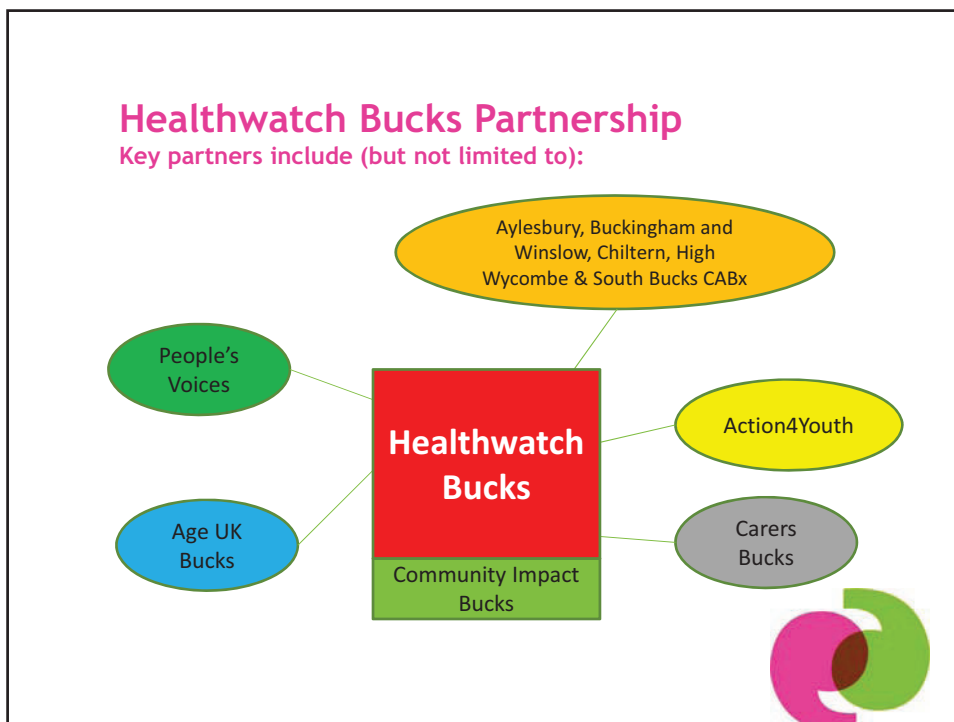 Healthwatch Bucks Partnership
Key partners include (but not limited to):
Aylesbury, Buckingham and
Winslow, Chiltern, High
Wycombe & South Bucks CABx
People’s
Voices
Healthwatch
Bucks
Action4Youth
Age UK
Bucks
Carers
Bucks
Community Impact
Bucks